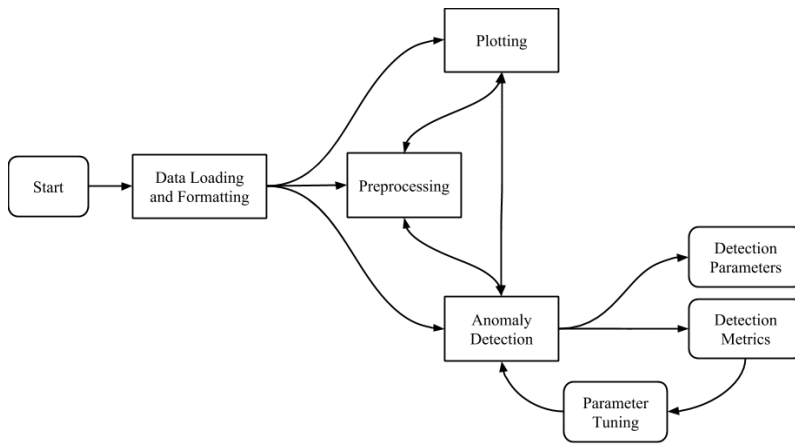 Plotting
Start
Data Loading
and Formatting
Preprocessing
Detection
Parameters
Anomaly
Detection
Detection
Metrics
Parameter
Tuning